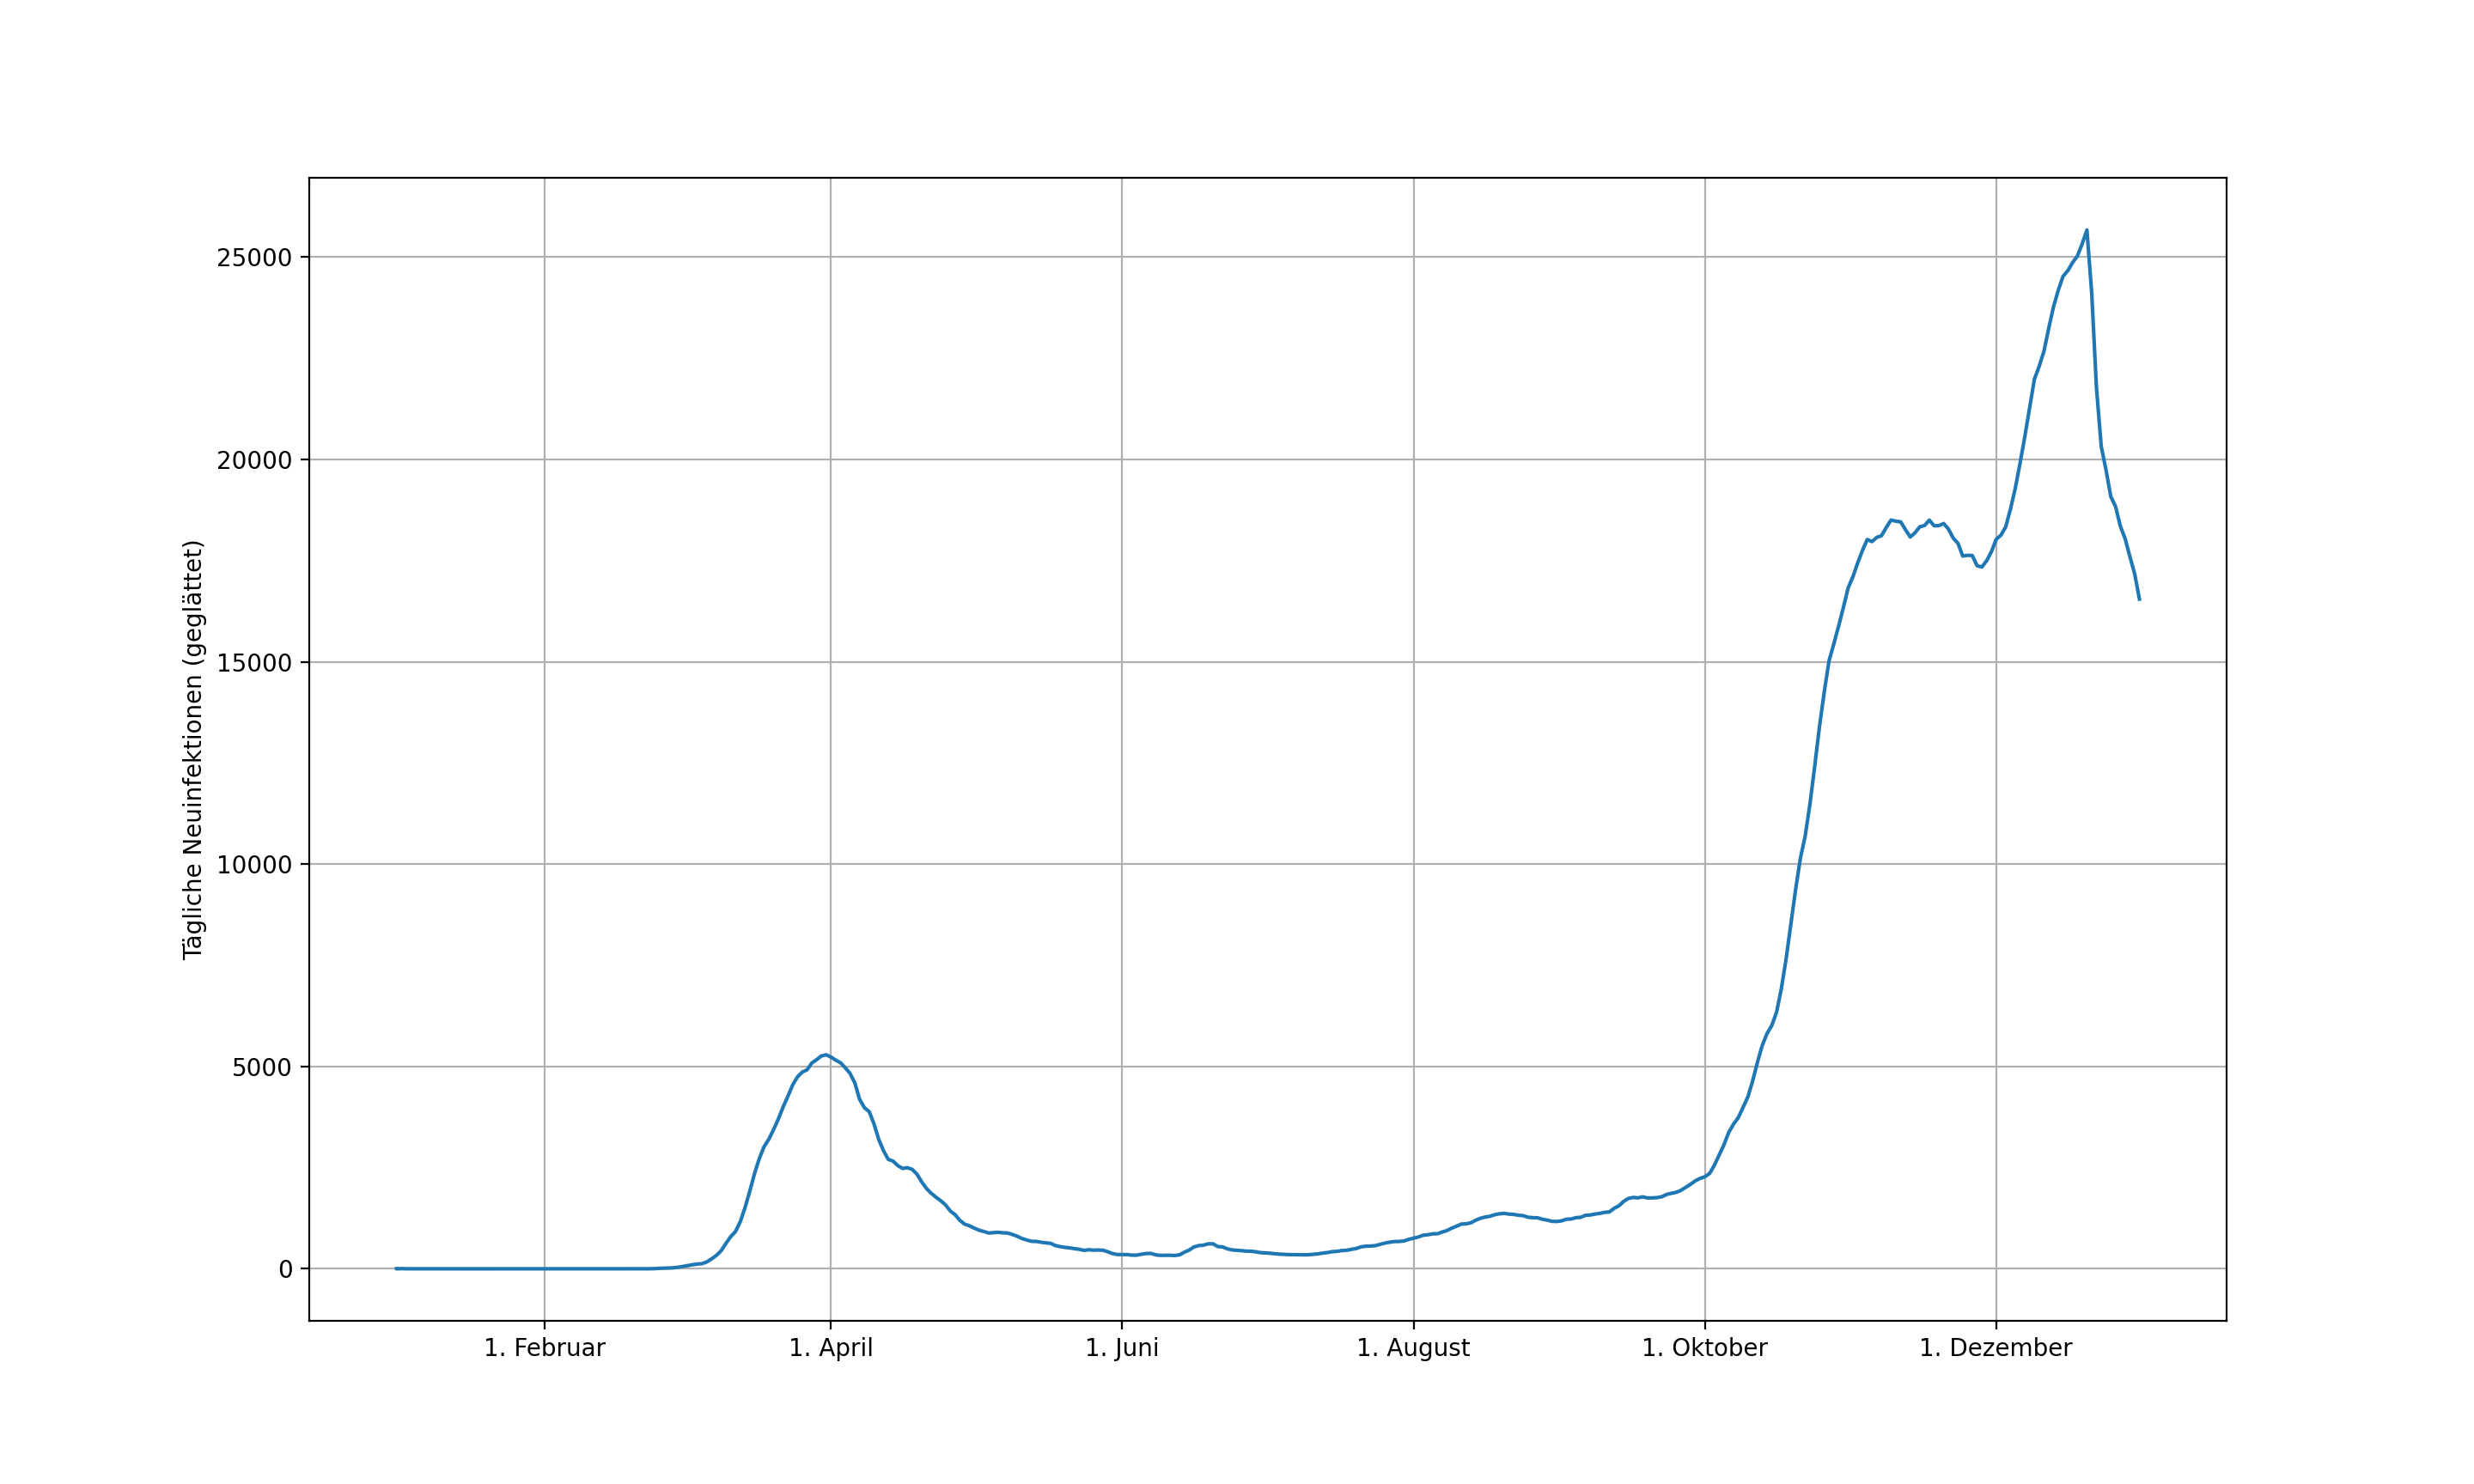 Tägliche Neuinfektionen (geglättet)
25000
20000
15000
10000
5000
0
1. Februar
1. April
1. Juni
1. August
1. Oktober
1. Dezember